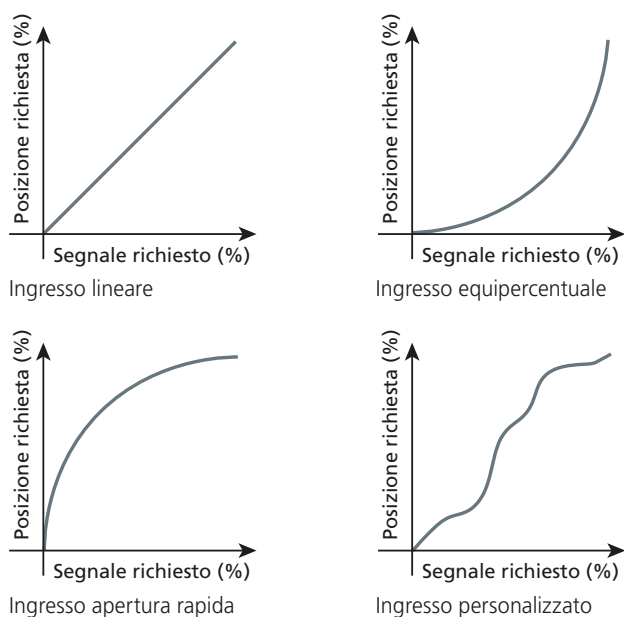 Posizione richiesta (%)
Segnale richiesto (%)
Ingresso lineare
Posizione richiesta (%)
Segnale richiesto (%)
Ingresso equipercentuale
Posizione richiesta (%)
Segnale richiesto (%)
Ingresso apertura rapida
Posizione richiesta (%)
Segnale richiesto (%)
Ingresso personalizzato